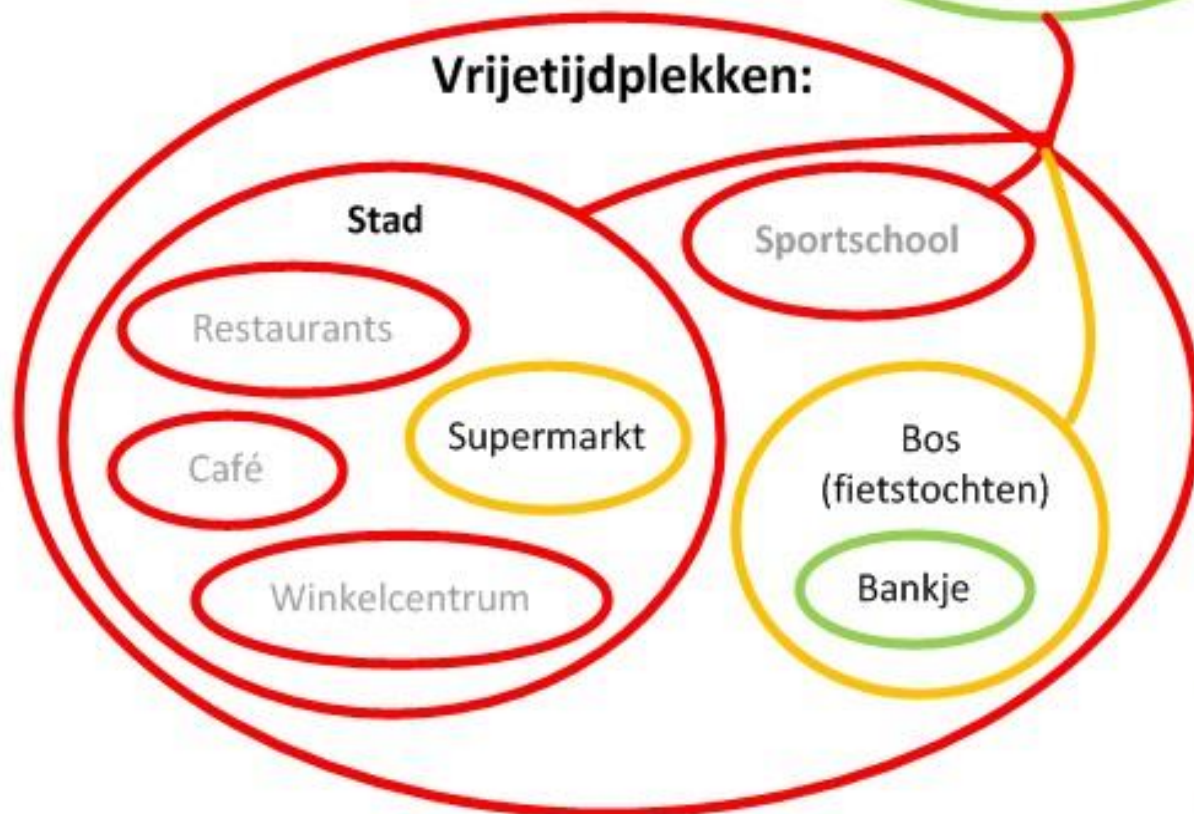 Vrijetijdplekken:
Stad
Sportschool
Restaurants
Supermarkt
Café
Bos
(fietstochten)
Bankje
Winkelcentrum